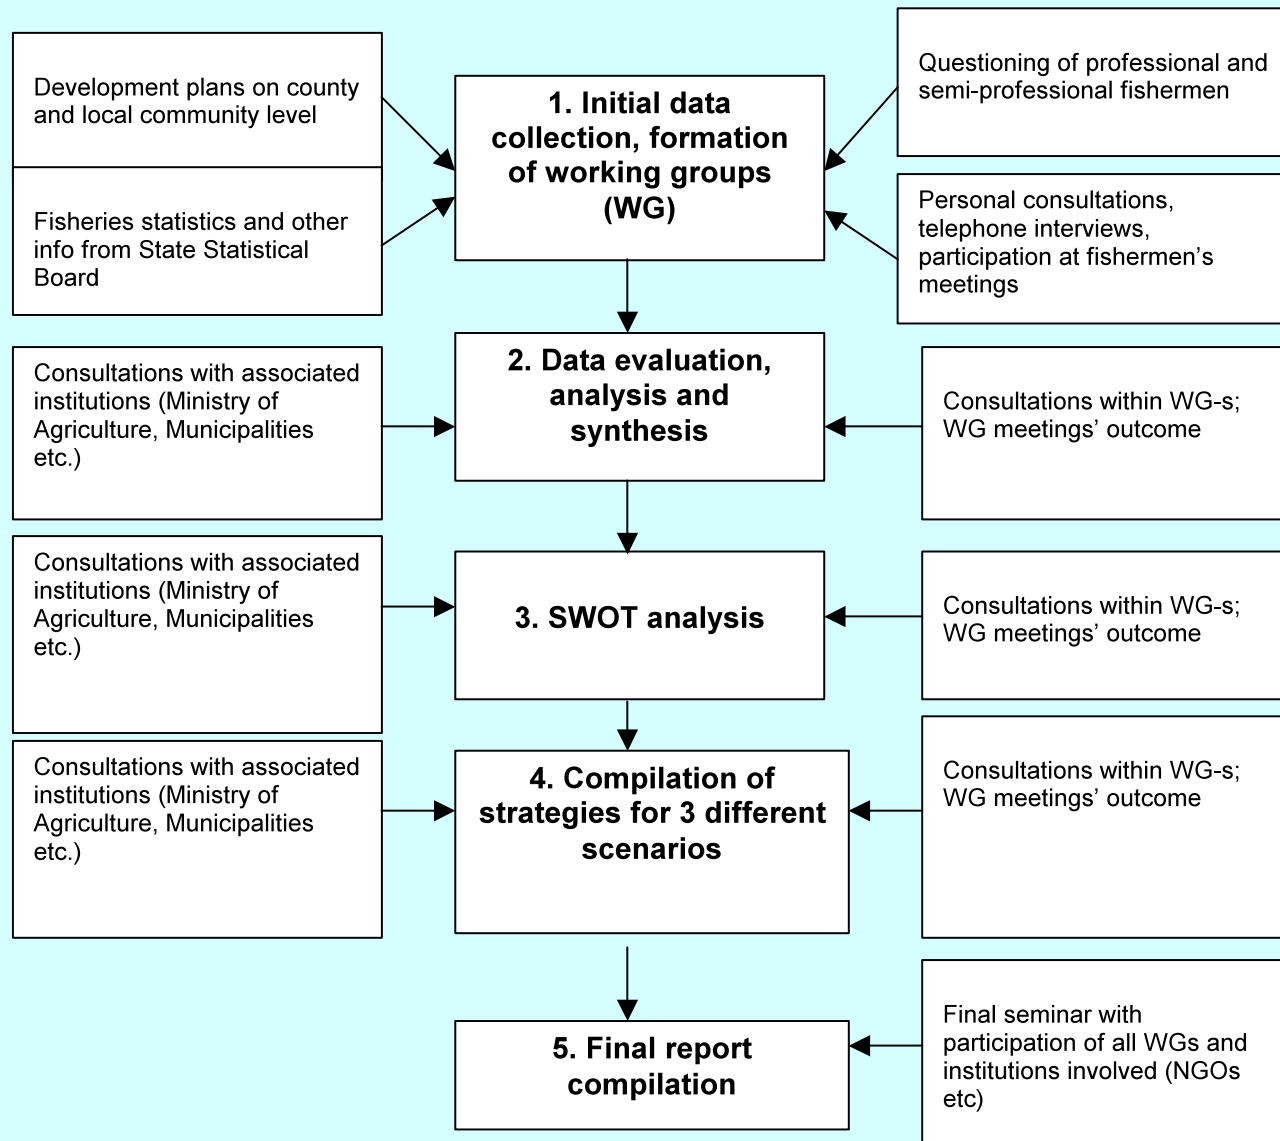 Development plans on county
and local community level
Fisheries statistics and other
info from State Statistical
Board
1. Initial data
collection, formation
of working groups
(WG)
Questioning of professional and
semi-professional fishermen
Personal consultations,
telephone interviews,
participation at fishermen’s
meetings
Consultations with associated
institutions (Ministry of
Agriculture, Municipalities
etc.)
2. Data evaluation,
analysis and
synthesis
Consultations within WG-s;
WG meetings’ outcome
Consultations with associated
institutions (Ministry of
Agriculture, Municipalities
etc.)
3. SWOT analysis
Consultations within WG-s;
WG meetings’ outcome
Consultations with associated
institutions (Ministry of
Agriculture, Municipalities
etc.)
4. Compilation of
strategies for 3 different
scenarios
Consultations within WG-s;
WG meetings’ outcome
5. Final report
compilation
Final seminar with
participation of all WGs and
institutions involved (NGOs
etc)